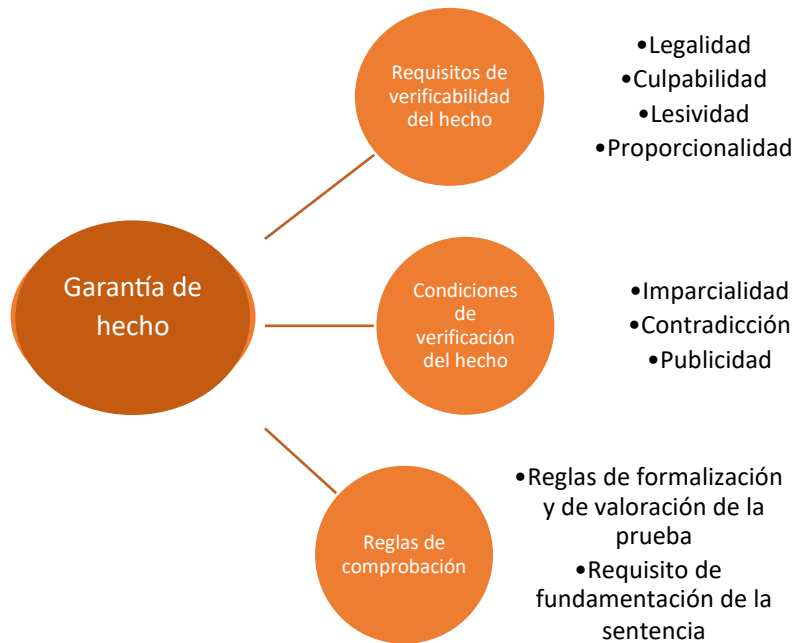 Garantía de
hecho
Requisitos de
verificabilidad
del hecho
•Legalidad
•Culpabilidad
•Lesividad
•Proporcionalidad
Condiciones
de
verificación
del hecho
•Imparcialidad
•Contradicción
•Publicidad
Reglas de
comprobación
•Reglas de formalización
y de valoración de la
prueba
•Requisito de
fundamentación de la
sentencia